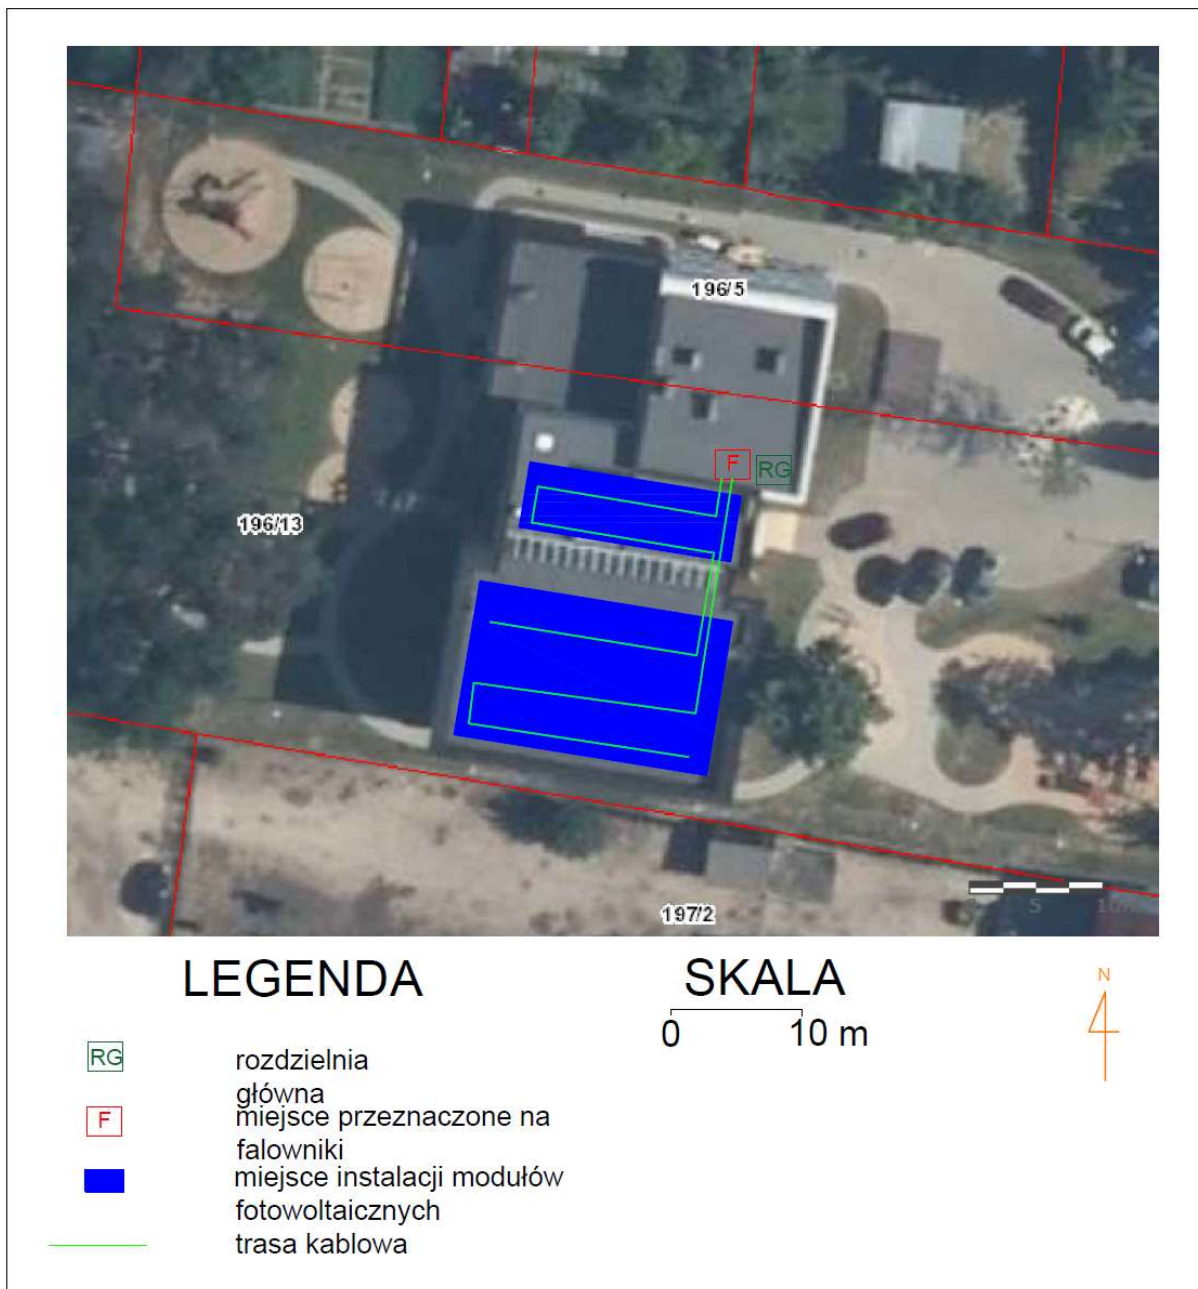 196/5
F
RG
196/13
5
197/2
LEGENDA
SKALA
N
0
10 m
RG
rozdzielnia
główna
F
miejsce przeznaczone na
falowniki
miejsce instalacji modułów
fotowoltaicznych
trasa kablowa